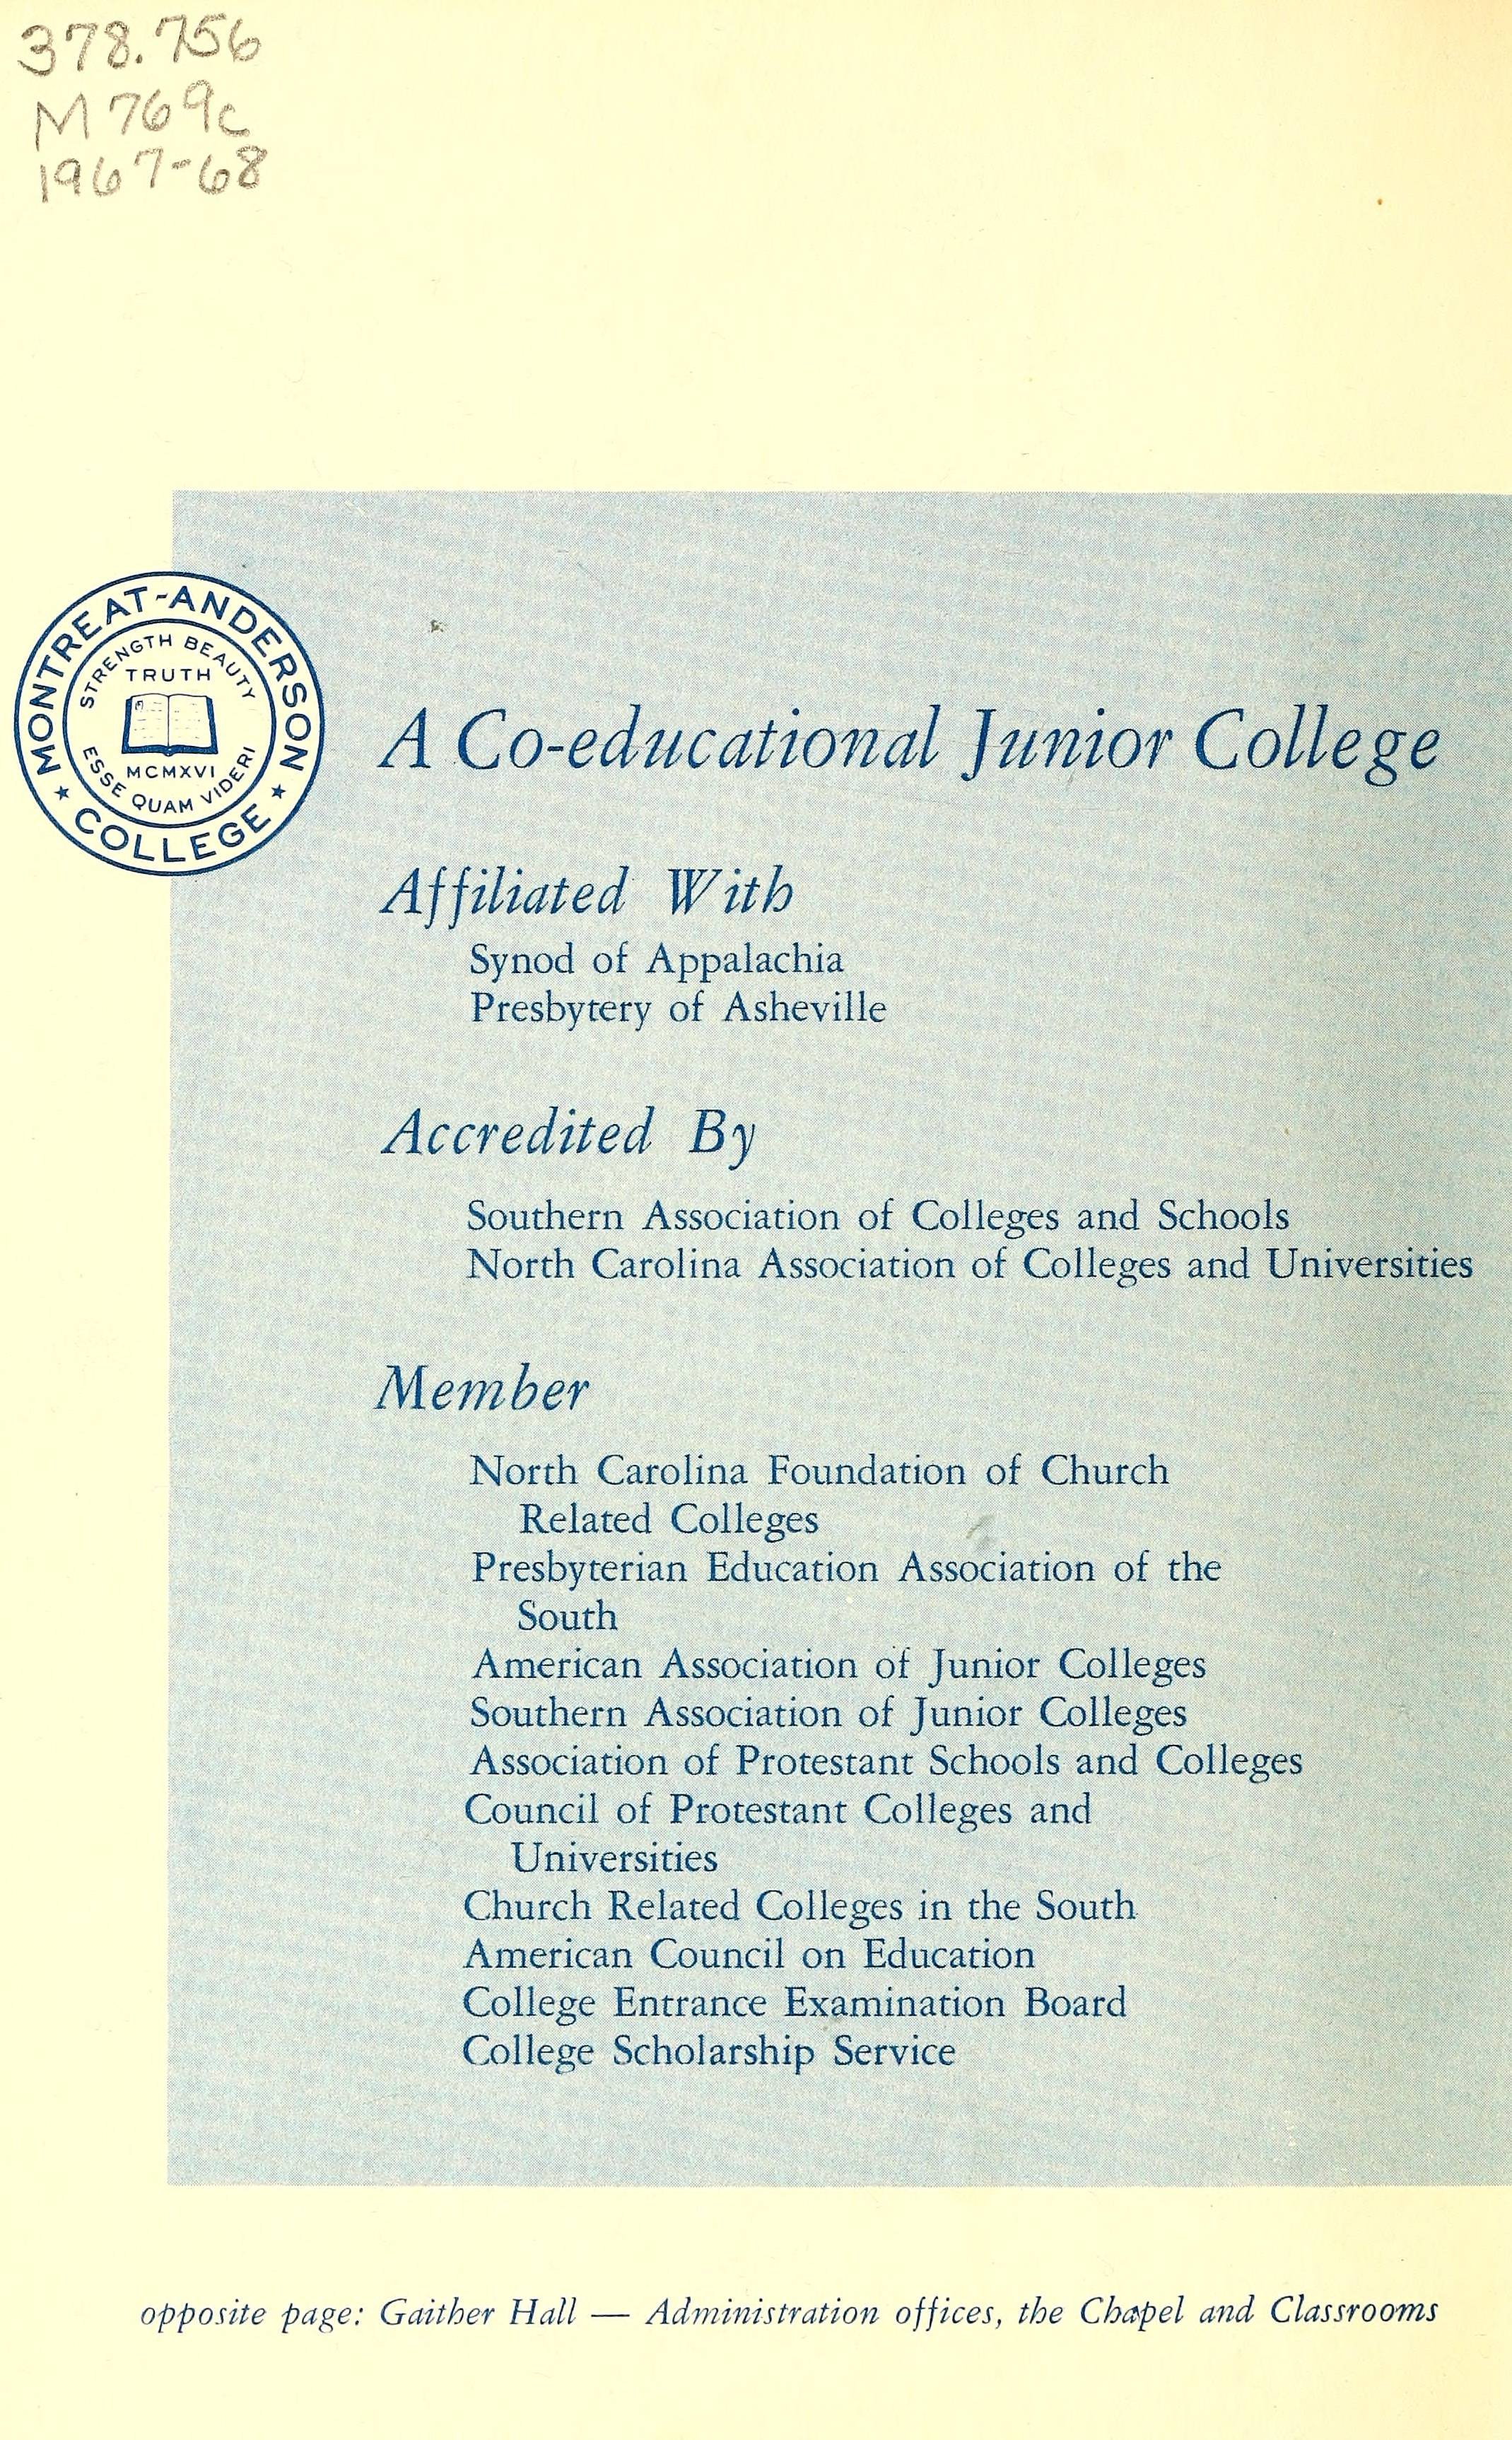 378.756
M769c
1967-68
MONTREAT-ANDERSON
COLLEGE
STRENGTH BEAUTY
TRUTH
MCMXVI
ESSE QUAM VIDERI
A Co-educational Junior College
Affiliated With
Synod of Appalachia
Presbytery of Asheville
Accredited By
Southern Association of Colleges and Schools
North Carolina Association of Colleges and Universities
Member
North Carolina Foundation of Church
Related Colleges
Presbyterian Education Association of the
South
American Association of Junior Colleges
Southern Association of Junior Colleges
Association of Protestant Schools and Colleges
Council of Protestant Colleges and
Universities
Church Related Colleges in the South
American Council on Education
College Entrance Examination Board
College Scholarship Service
opposite page: Gaither Hall — Administration offices, the Chapel and Classrooms